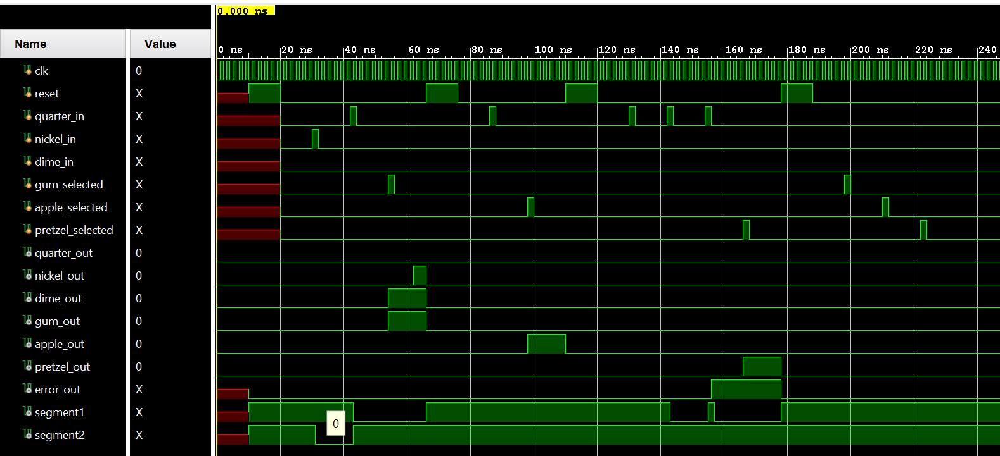 0.000 ns
Name Value
0 ns 20 ns 40 ns 60 ns 80 ns 100 ns 120 ns 140 ns 160 ns 180 ns 200 ns 220 ns 240
clk 0
reset X
quarter_in X
nickel_in X
dime_in X
gum_selected X
apple_selected X
pretzel_selected X
quarter_out 0
nickel_out 0
dime_out 0
gum_out 0
apple_out 0
pretzel_out 0
error_out X
segment1 X
0
segment2 X